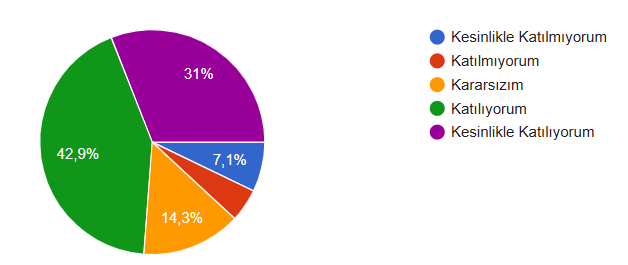 31%
42,9%
7,1%
14,3%
Kesinlikle Katılmıyorum
Katılmıyorum
Kararsızım
Katılıyorum
Kesinlikle Katılıyorum